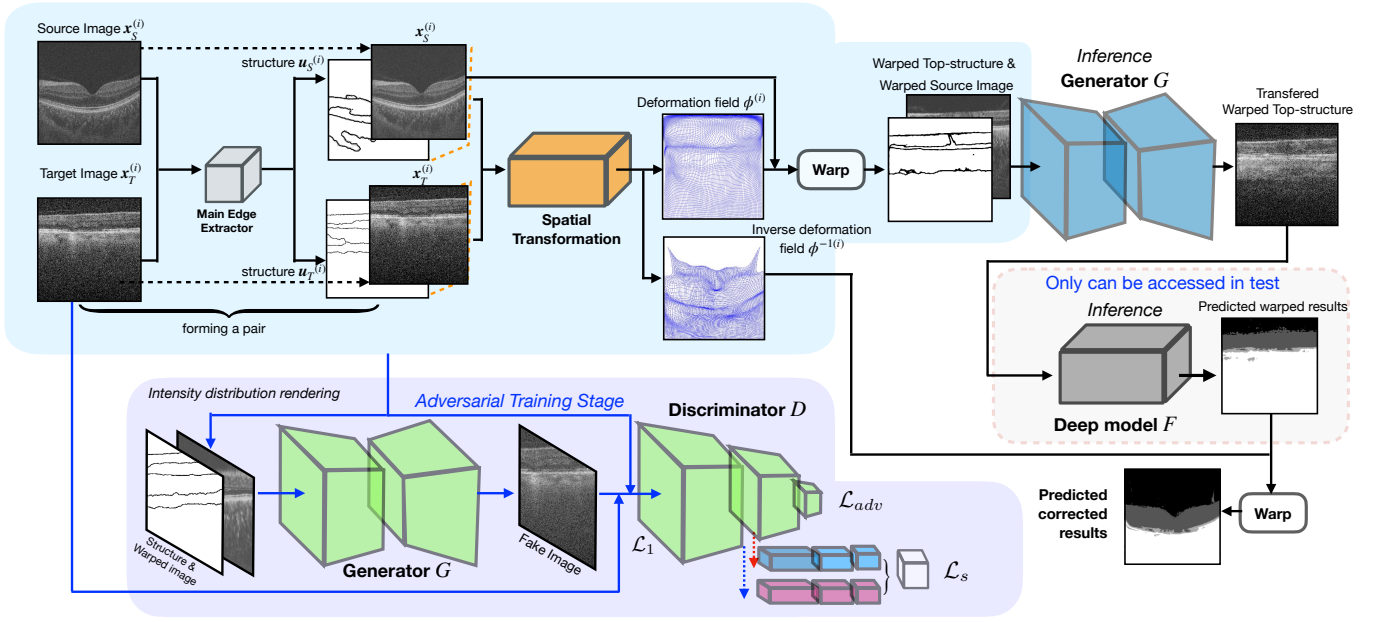 Source Image x_S^(i)
x_S^(i)
structure u_S^(i)
Target Image x_T^(i)
Main Edge
Extractor
x_T^(i)
structure u_T^(i)
forming a pair
Spatial
Transformation
Deformation field ϕ^(i)
Inverse deformation
field ϕ^−1(i)
Warp
Warped Top-structure &
Warped Source Image
Inference
Generator G
Transfered
Warped Top-structure
Only can be accessed in test
Inference
Predicted warped results
Deep model F
Warp
Predicted
corrected
results
Intensity distribution rendering
Adversarial Training Stage
Discriminator D
Structure &
Warped image
Generator G
Fake Image
ℒ_1
ℒ_adv
ℒ_s